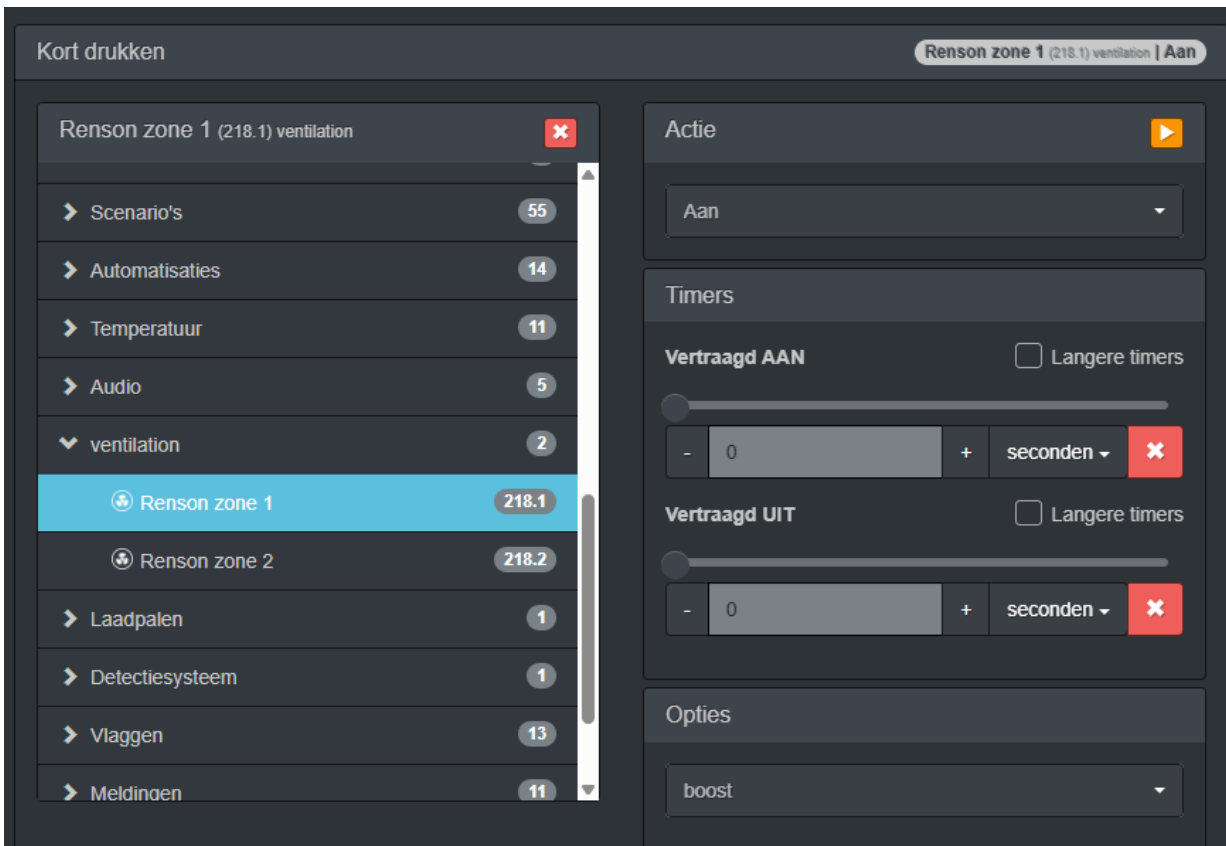 Kort drukken
Renson zone 1 (218.1) ventilation | Aan
Renson zone 1 (218.1) ventilation
Scenario's 55
Automatisaties 14
Temperatuur 11
Audio 5
ventilation 2
Renson zone 1 218.1
Renson zone 2 218.2
Laadpalen 1
Detectiesysteem 1
Vlaggen 13
Meldingen 11
Actie
Aan
Timers
Vertraagd AAN Langere timers
- 0 + seconden
Vertraagd UIT Langere timers
- 0 + seconden
Opties
boost